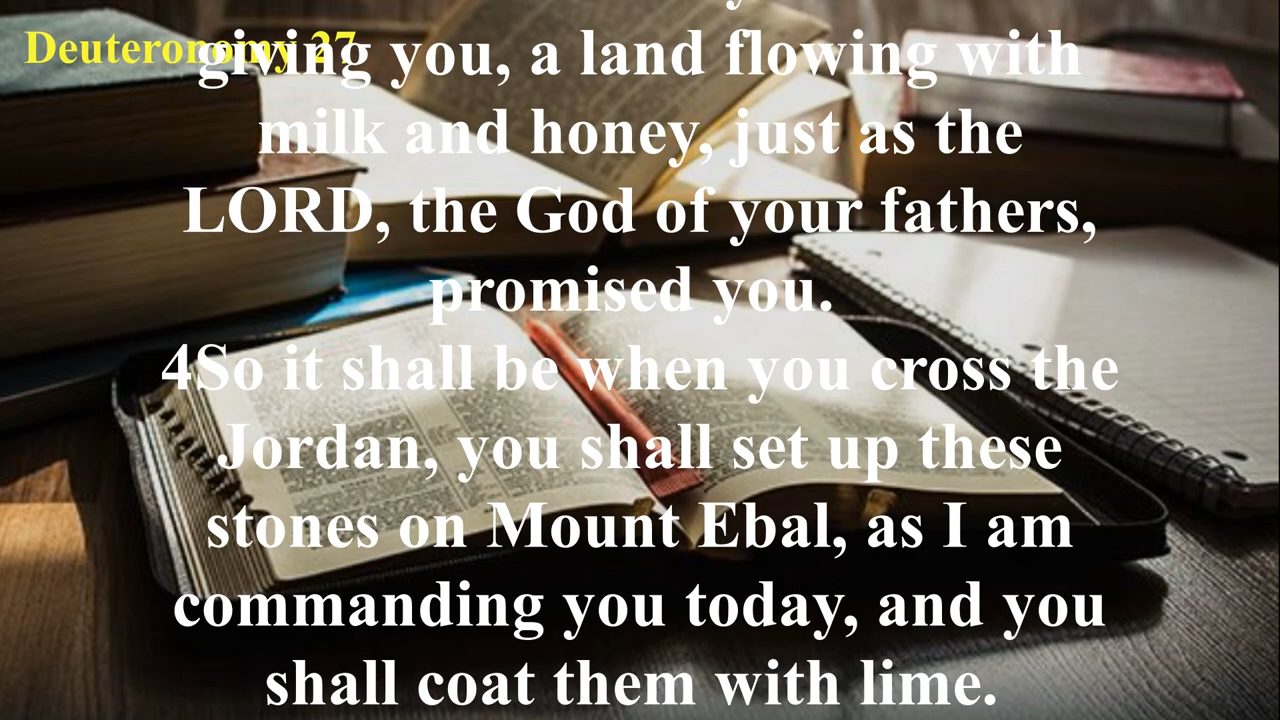 Deuteronomy 27
giving you, a land flowing with
milk and honey, just as the
LORD, the God of your fathers,
promised you.
4So it shall be when you cross the
Jordan, you shall set up these
stones on Mount Ebal, as I am
commanding you today, and you
shall coat them with lime.